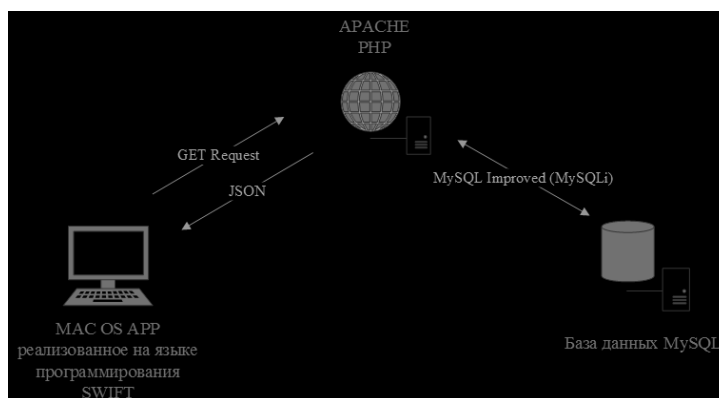 APACHE
PHP
GET Request
JSON
MySQL Improved (MySQLi)
MAC OS APP
реализованное на языке
программирования
SWIFT
База данных MySQL